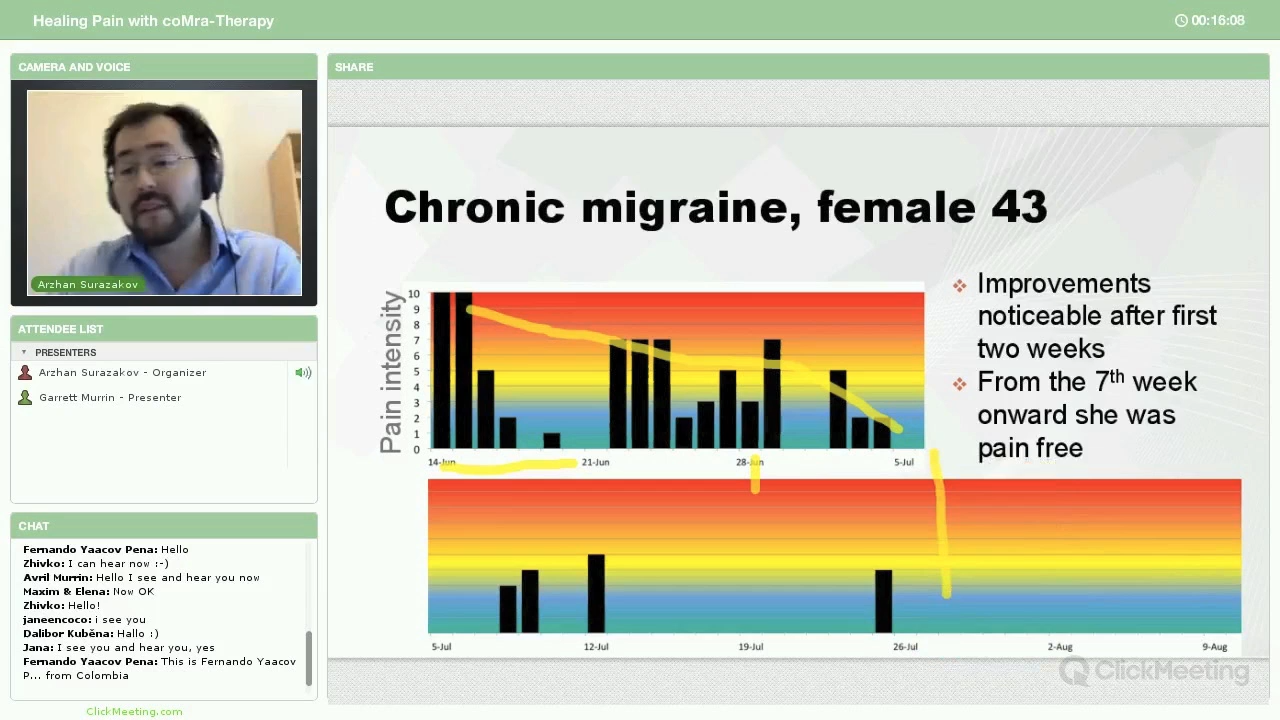 Healing Pain with coMra-Therapy
00:16:08
CAMERA AND VOICE
Arzhan Surazakov
ATTENDEE LIST
PRESENTERS
Arzhan Surazakov - Organizer
Garrett Murrin - Presenter
CHAT
Fernando Yaacov Pena: Hello
Zhivko: I can hear now :-)
Avril Murrin: Hello I see and hear you now
Maxim & Elena: Now OK
Zhivko: Hello!
janeencoco: i see you
Dalibor Kuběna: Hallo :)
Jana: I see you and hear you, yes
Fernando Yaacov Pena: This is Fernando Yaacov
P... from Colombia
ClickMeeting.com
SHARE
Chronic migraine, female 43
Pain intensity
10
9
8
7
6
5
4
3
2
1
0
14-Jun 21-Jun 28-Jun 5-Jul
5-Jul 12-Jul 19-Jul 26-Jul 2-Aug 9-Aug
❖ Improvements
noticeable after first
two weeks
❖ From the 7th week
onward she was
pain free
ClickMeeting